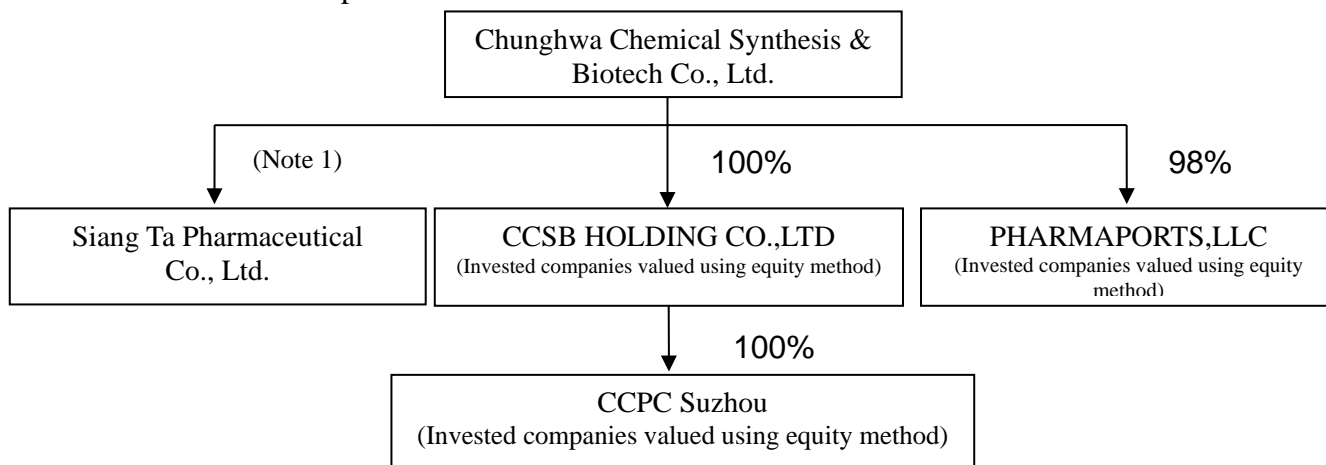 Chunghwa Chemical Synthesis &
Biotech Co., Ltd.
(Note 1)
100%
98%
Siang Ta Pharmaceutical
Co., Ltd.
CCSB HOLDING CO.,LTD
(Invested companies valued using equity method)
PHARMAPORTS,LLC
(Invested companies valued using equity
method)
100%
CCPC Suzhou
(Invested companies valued using equity method)